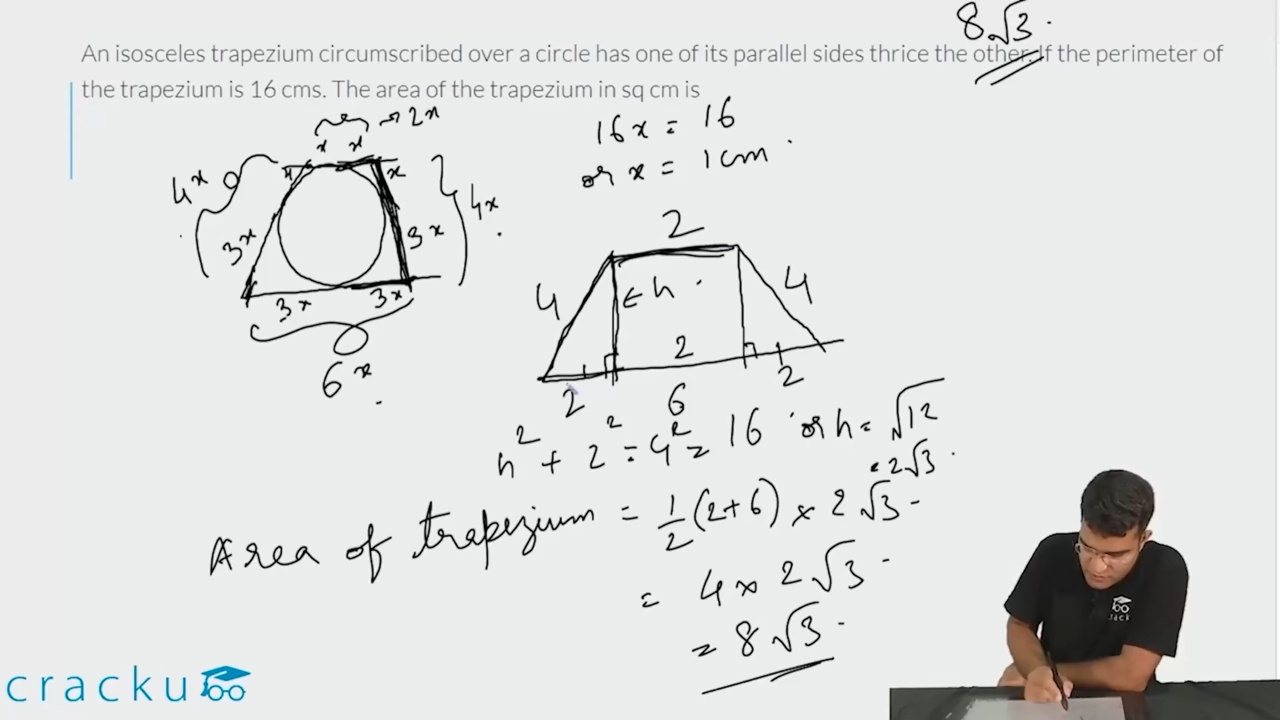 8√3.
An isosceles trapezium circumscribed over a circle has one of its parallel sides thrice the other. If the perimeter of
the trapezium is 16 cms. The area of the trapezium in sq cm is
2x
x x
x x
4x 4x
3x 3x
3x 3x
6x
16x = 16
or x = 1cm.
2
4 h 4
2
2 6 2
h² + 2² = 4² = 16 or h = √12
= 2√3.
Area of trapezium = 1/2 (2+6) x 2√3
= 4 x 2√3
= 8√3.
cracku